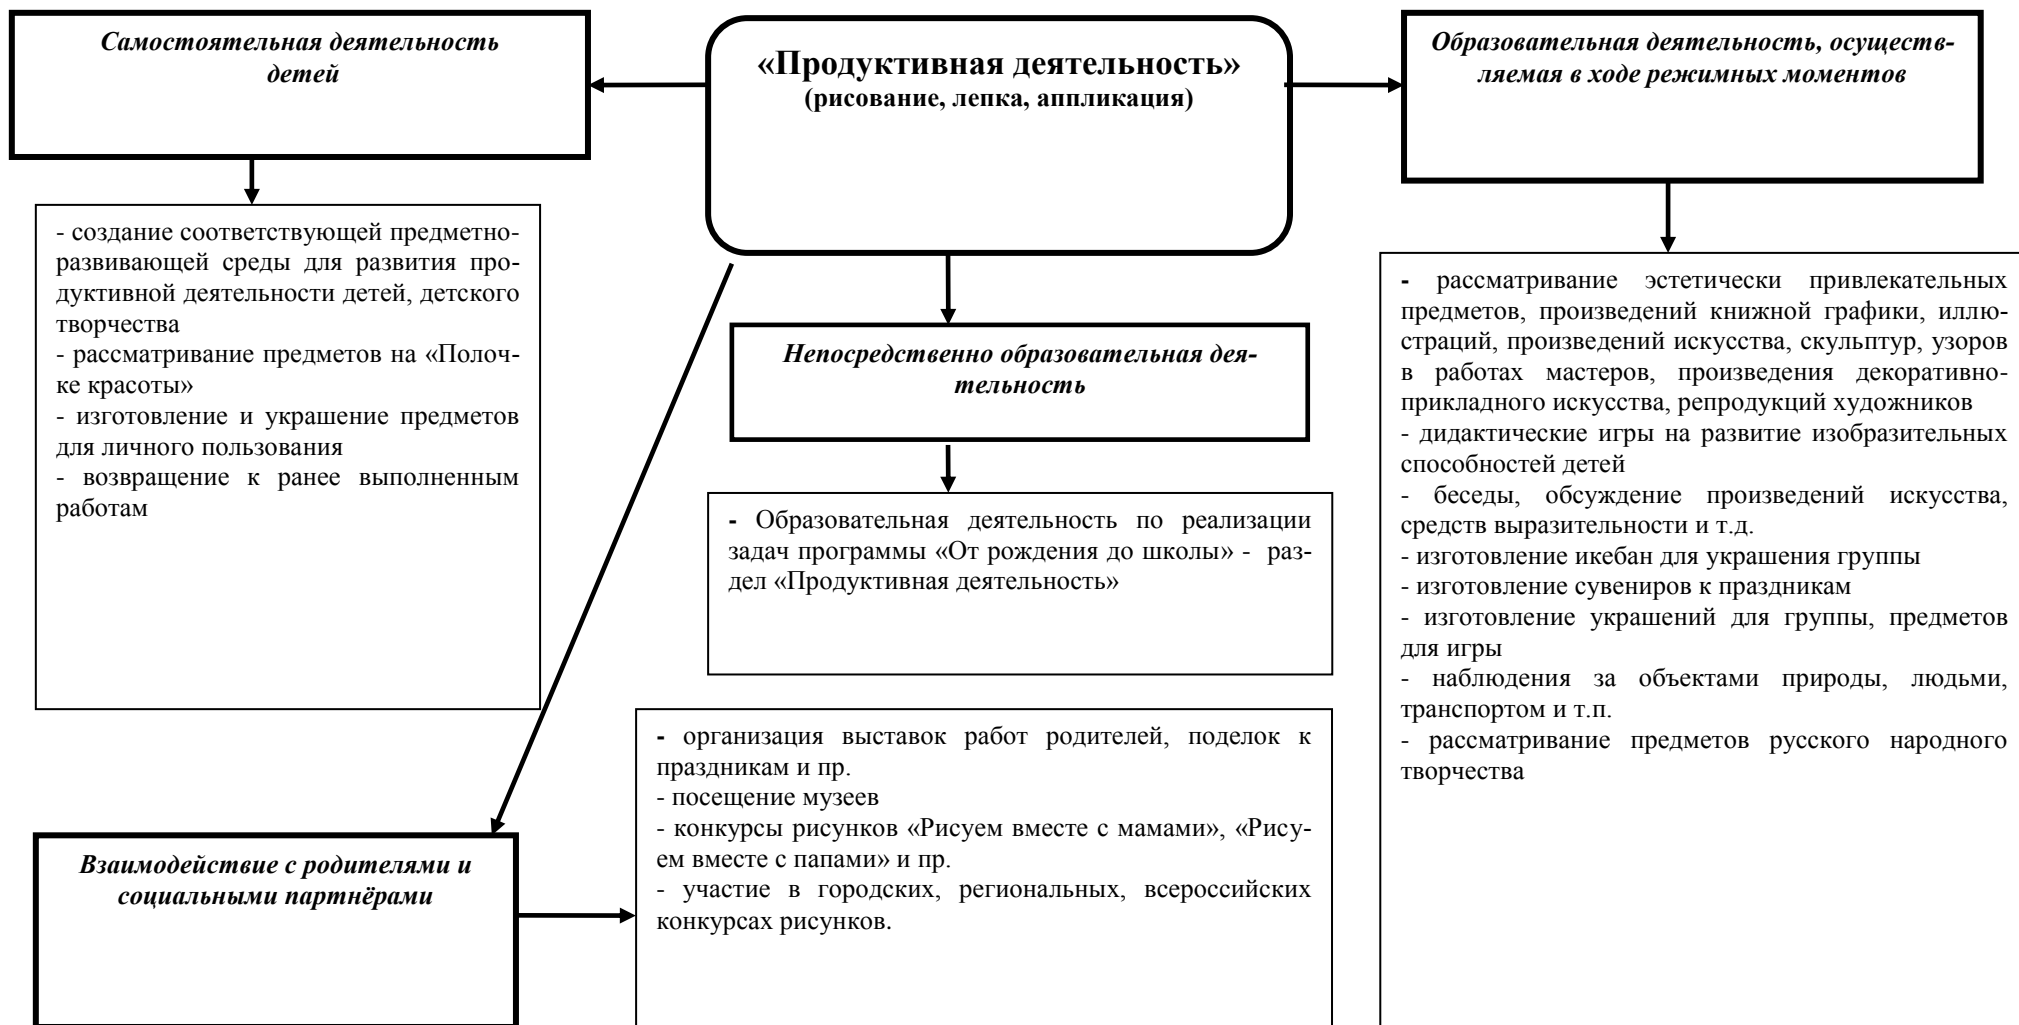 Самостоятельная деятельность
детей
«Продуктивная деятельность»
(рисование, лепка, аппликация)
Образовательная деятельность, осуществ-
ляемая в ходе режимных моментов
- создание соответствующей предметно-
развивающей среды для развития про-
дуктивной деятельности детей, детского
творчества
- рассматривание предметов на «Полоч-
ке красоты»
- изготовление и украшение предметов
для личного пользования
- возвращение к ранее выполненным
работам
Непосредственно образовательная дея-
тельность
- Образовательная деятельность по реализации
задач программы «От рождения до школы» - раз-
дел «Продуктивная деятельность»
- рассматривание эстетически привлекательных
предметов, произведений книжной графики, иллю-
страций, произведений искусства, скульптур, узоров
в работах мастеров, произведения декоративно-
прикладного искусства, репродукций художников
- дидактические игры на развитие изобразительных
способностей детей
- беседы, обсуждение произведений искусства,
средств выразительности и т.д.
- изготовление икебан для украшения группы
- изготовление сувениров к праздникам
- изготовление украшений для группы, предметов
для игры
- наблюдения за объектами природы, людьми,
транспортом и т.п.
- рассматривание предметов русского народного
творчества
Взаимодействие с родителями и
социальными партнёрами
- организация выставок работ родителей, поделок к
праздникам и пр.
- посещение музеев
- конкурсы рисунков «Рисуем вместе с мамами», «Рису-
ем вместе с папами» и пр.
- участие в городских, региональных, всероссийских
конкурсах рисунков.